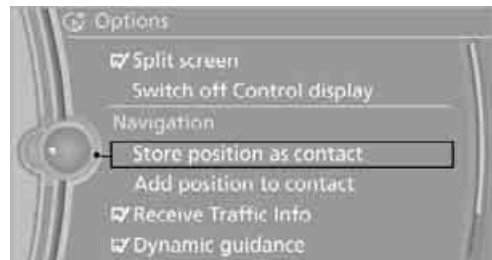 Options
Split screen
Switch off Control display
Navigation
Store position as contact
Add position to contact
Receive Traffic Info
Dynamic guidance